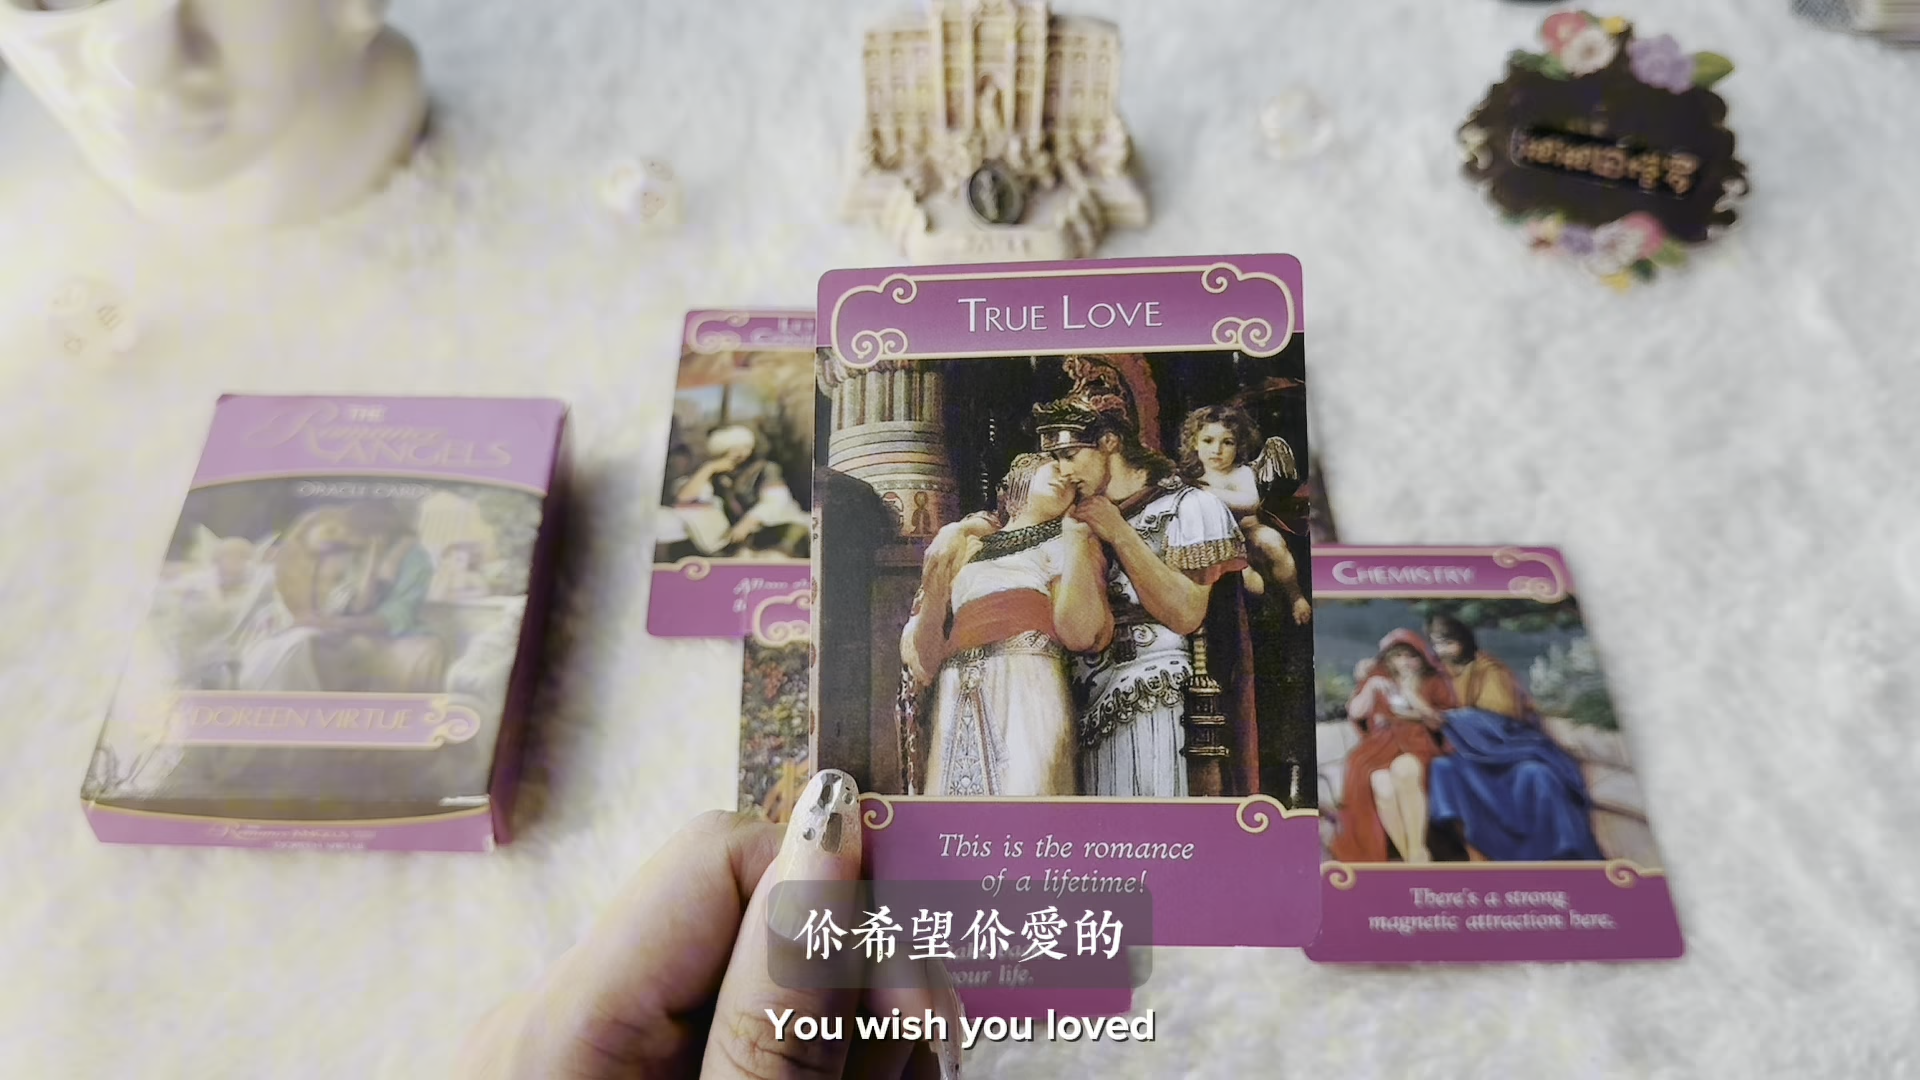 TRUE LOVE
This is the romance
of a lifetime!
THE
Romance
ANGELS
ORACLE CARDS
DOREEN VIRTUE
CHEMISTRY
There's a strong
magnetic attraction here.
your life.
你希望你愛的
You wish you loved